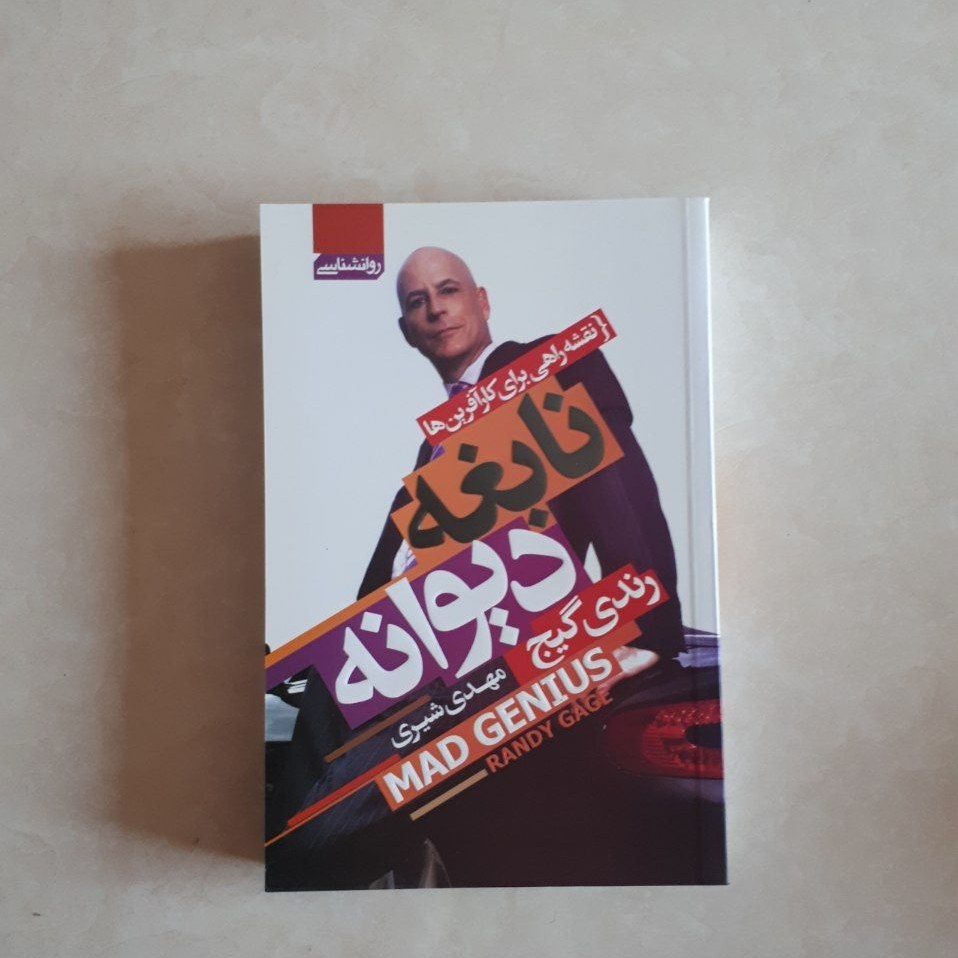 روانشناسی
{نقشه راهی برای کارآفرین‌ها
نابغه
دیوانه
رندی گیج
مهدی شیری
MAD GENIUS
RANDY GAGE